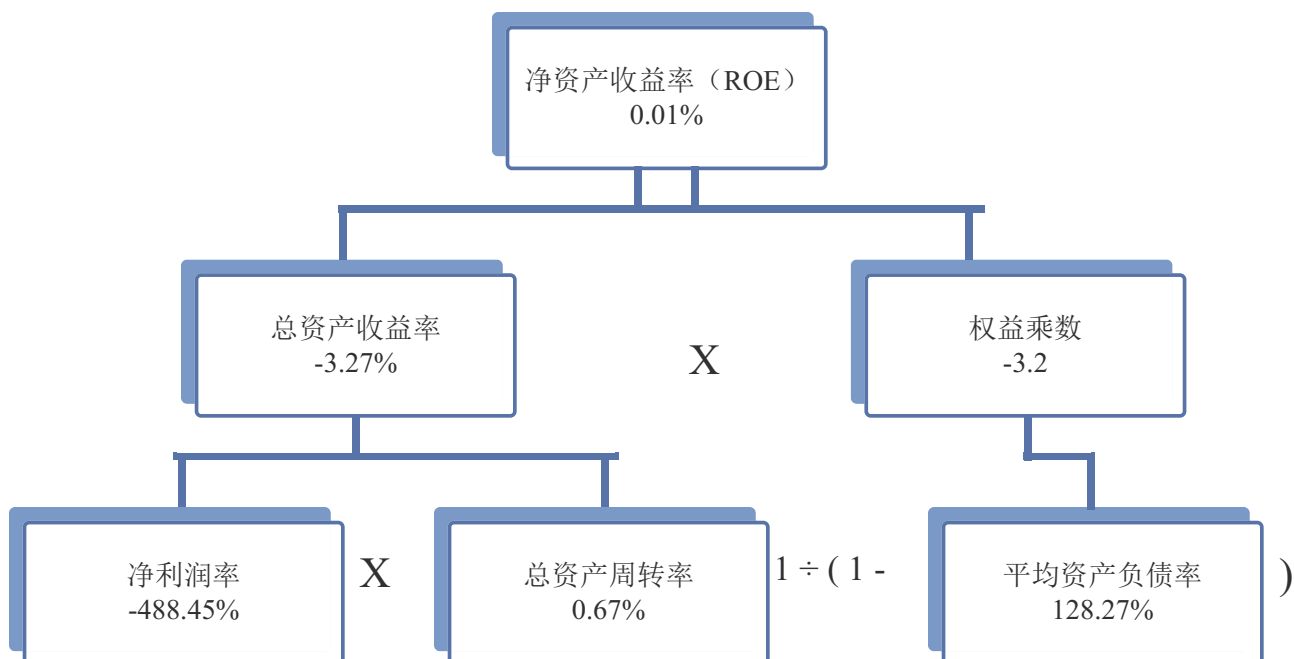 净资产收益率（ROE）
0.01%
总资产收益率
-3.27%
X
权益乘数
-3.2
净利润率
-488.45%
X
总资产周转率
0.67%
1 ÷ ( 1 -
平均资产负债率
128.27%
)